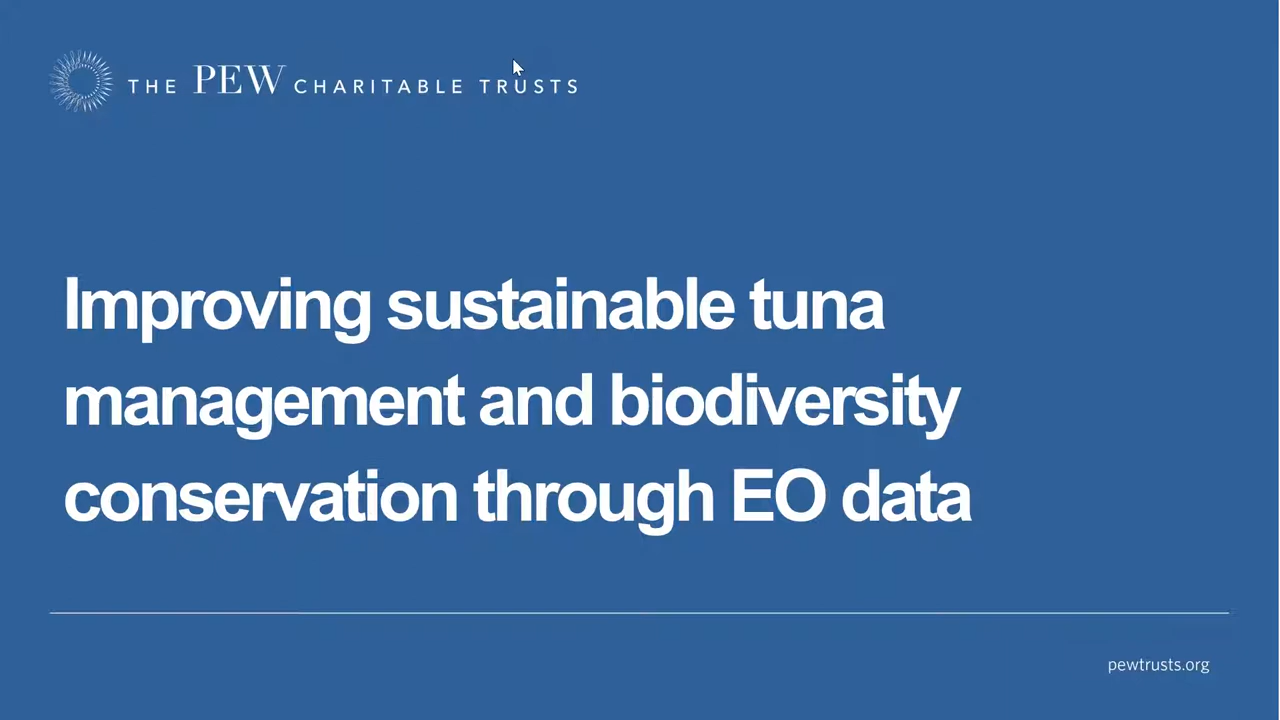 THE PEW CHARITABLE TRUSTS
Improving sustainable tuna
management and biodiversity
conservation through EO data
pewtrusts.org